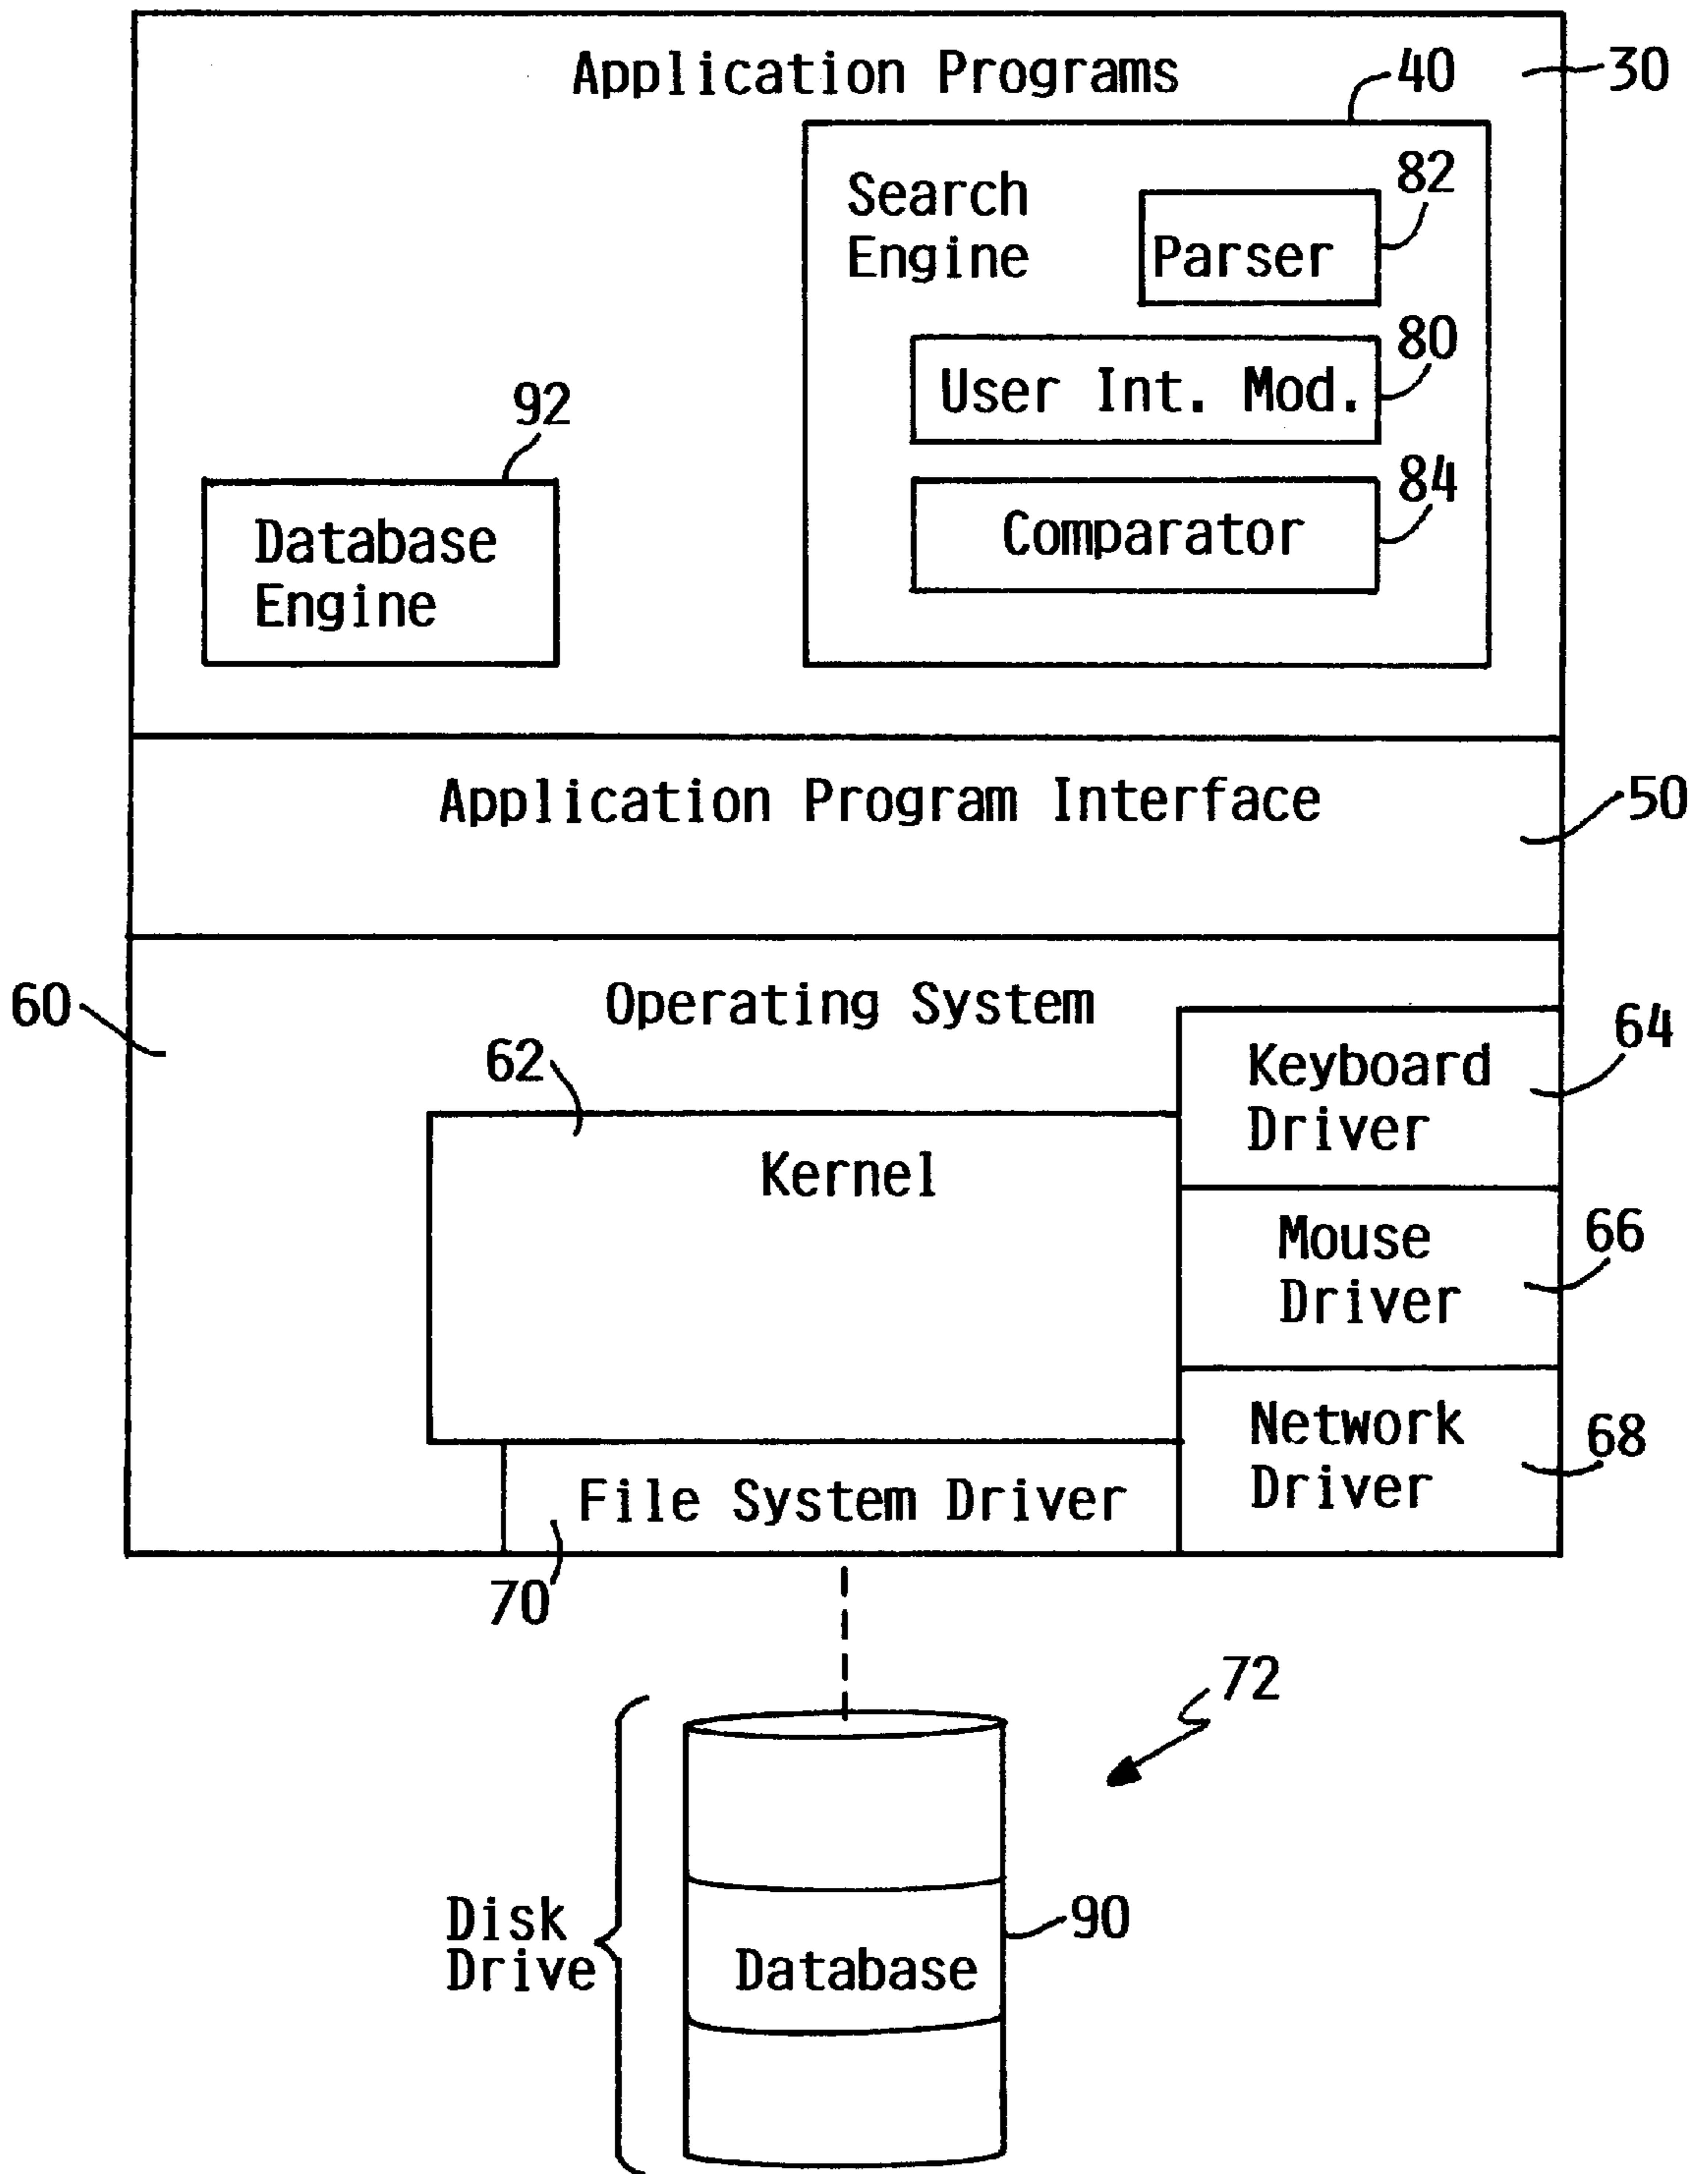 Application Programs
30
40
Search
Engine
82
Parser
80
User Int. Mod.
84
Comparator
92
Database
Engine
Application Program Interface
50
60
Operating System
62
Kernel
64
Keyboard
Driver
66
Mouse
Driver
68
Network
Driver
File System Driver
70
72
Disk
Drive
90
Database